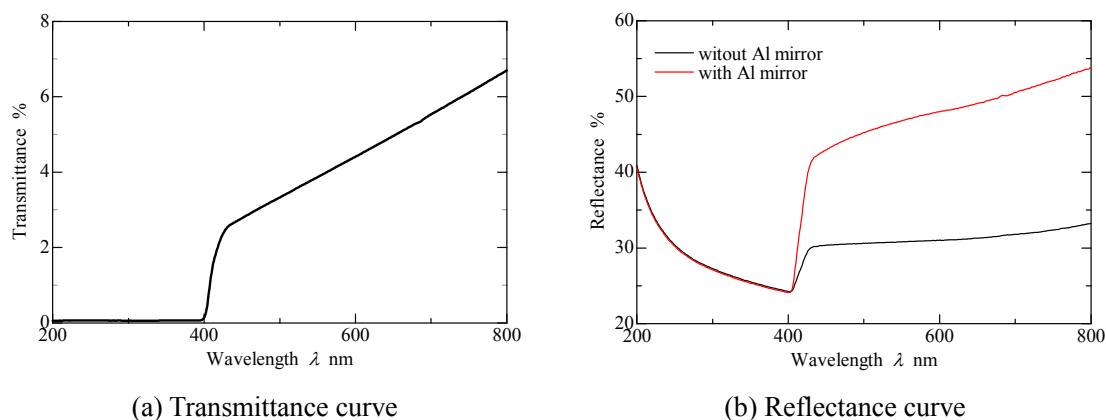 8
6
4
2
0
200
400
600
800
Transmittance %
Wavelength λ nm
(a) Transmittance curve
60
50
40
30
20
200
400
600
800
Reflectance %
witout Al mirror
with Al mirror
Wavelength λ nm
(b) Reflectance curve